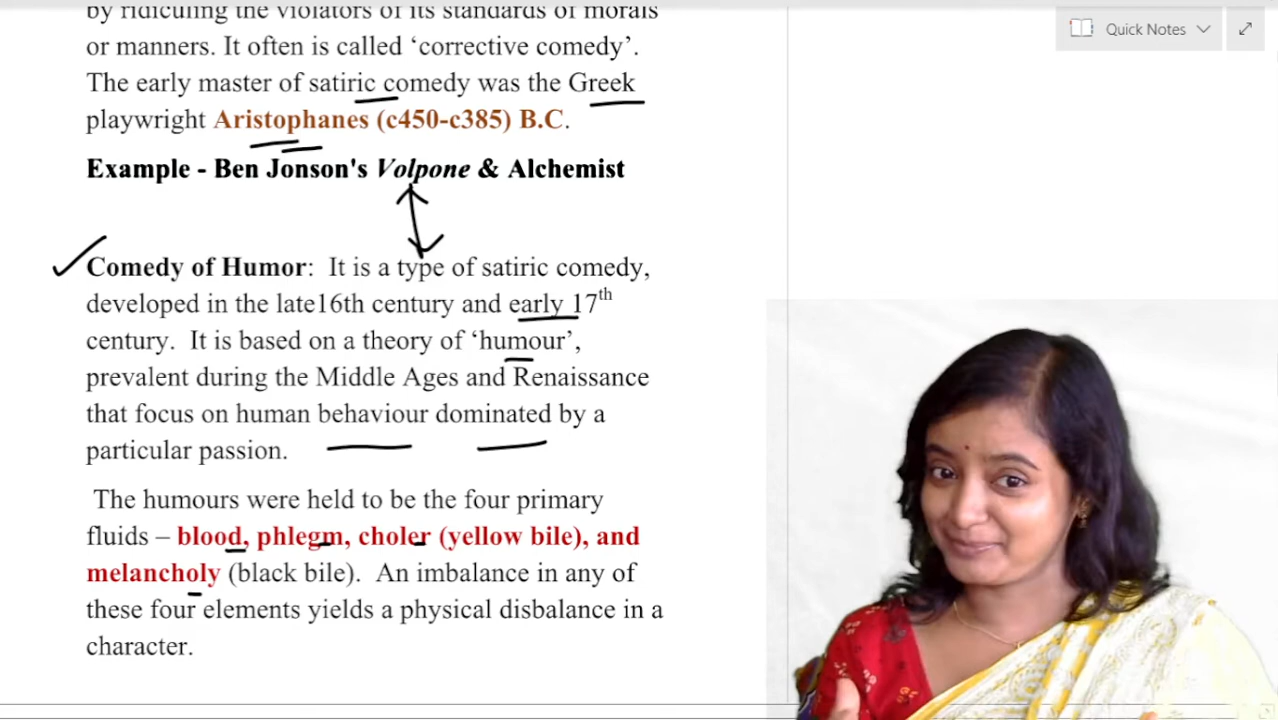 by ridiculing the violators of its standards of morals
or manners. It often is called ‘corrective comedy’.
The early master of satiric comedy was the Greek
playwright Aristophanes (c450-c385) B.C.
Example - Ben Jonson's Volpone & Alchemist
Comedy of Humor: It is a type of satiric comedy,
developed in the late16th century and early 17th
century. It is based on a theory of ‘humour’,
prevalent during the Middle Ages and Renaissance
that focus on human behaviour dominated by a
particular passion.
The humours were held to be the four primary
fluids – blood, phlegm, choler (yellow bile), and
melancholy (black bile). An imbalance in any of
these four elements yields a physical disbalance in a
character.
Quick Notes